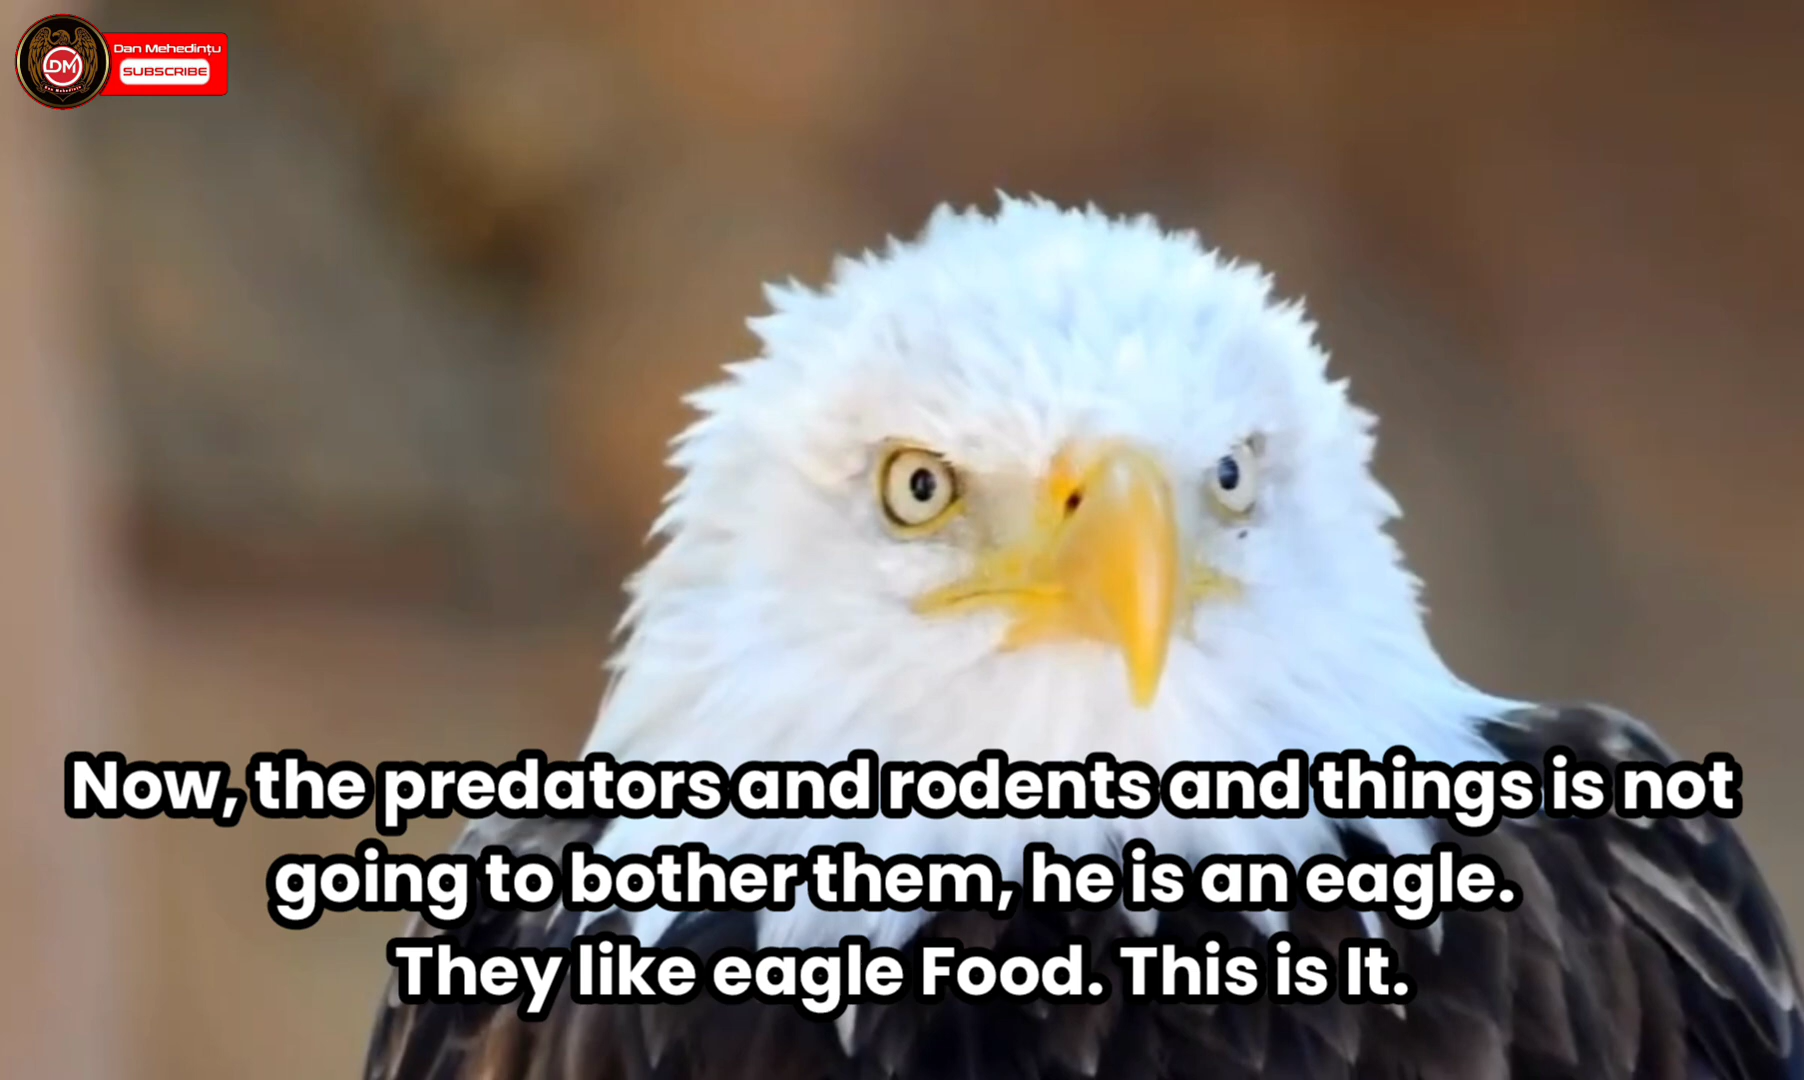 Dan Mehedințu
SUBSCRIBE
DM
Now, the predators and rodents and things is not
going to bother them, he is an eagle.
They like eagle Food. This is It.